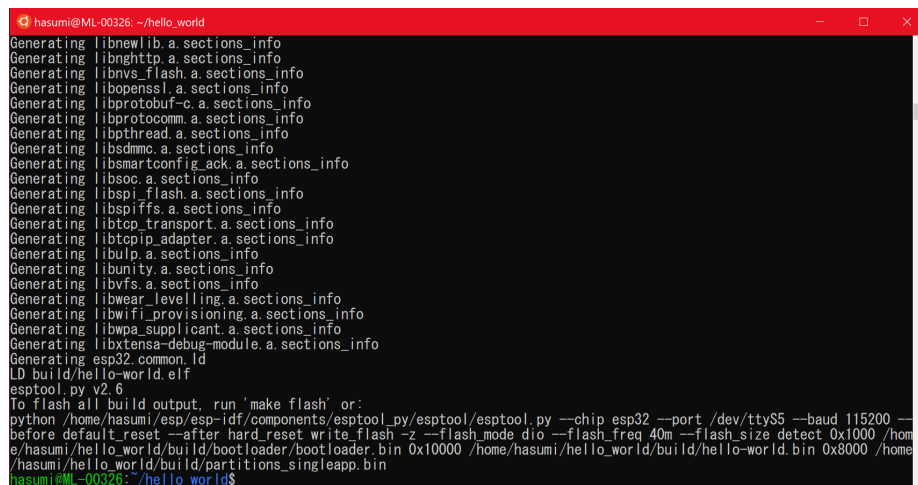 hasumi@ML-00326: ~/hello_world
Generating libnewlib.a.sections_info
Generating libnghttp.a.sections_info
Generating libnvs_flash.a.sections_info
Generating libopenssl.a.sections_info
Generating libprotobuf-c.a.sections_info
Generating libprotocomm.a.sections_info
Generating libpthread.a.sections_info
Generating libsdmmc.a.sections_info
Generating libsmartconfig_ack.a.sections_info
Generating libsoc.a.sections_info
Generating libspi_flash.a.sections_info
Generating libspiffs.a.sections_info
Generating libtcp_transport.a.sections_info
Generating libtcpip_adapter.a.sections_info
Generating libulp.a.sections_info
Generating libunity.a.sections_info
Generating libvfs.a.sections_info
Generating libwear_levelling.a.sections_info
Generating libwifi_provisioning.a.sections_info
Generating libwpa_supplicant.a.sections_info
Generating libxtensa-debug-module.a.sections_info
Generating esp32.common.ld
LD build/hello-world.elf
esptool.py v2.6
To flash all build output, run 'make flash' or:
python /home/hasumi/esp/esp-idf/components/esptool_py/esptool/esptool.py --chip esp32 --port /dev/ttyS5 --baud 115200 --
before default_reset --after hard_reset write_flash -z --flash_mode dio --flash_freq 40m --flash_size detect 0x1000 /hom
e/hasumi/hello_world/build/bootloader/bootloader.bin 0x10000 /home/hasumi/hello_world/build/hello-world.bin 0x8000 /home
/hasumi/hello_world/build/partitions_singleapp.bin
hasumi@ML-00326:~/hello_world$